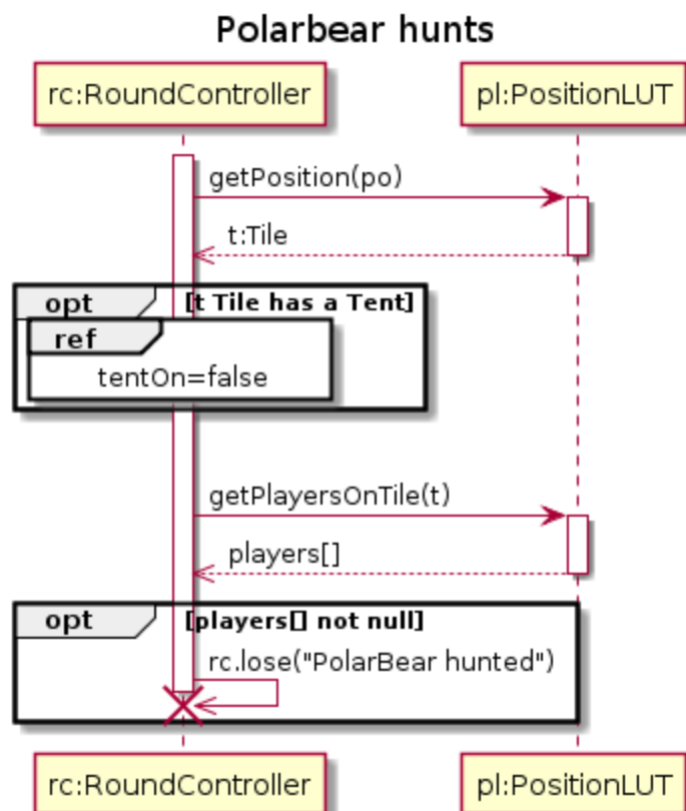 Polarbear hunts
rc:RoundController pl:PositionLUT
getPosition(po)
t:Tile
opt [t Tile has a Tent]
ref
tentOn=false
getPlayersOnTile(t)
players[]
opt [players[] not null]
rc.lose("PolarBear hunted")
rc:RoundController pl:PositionLUT